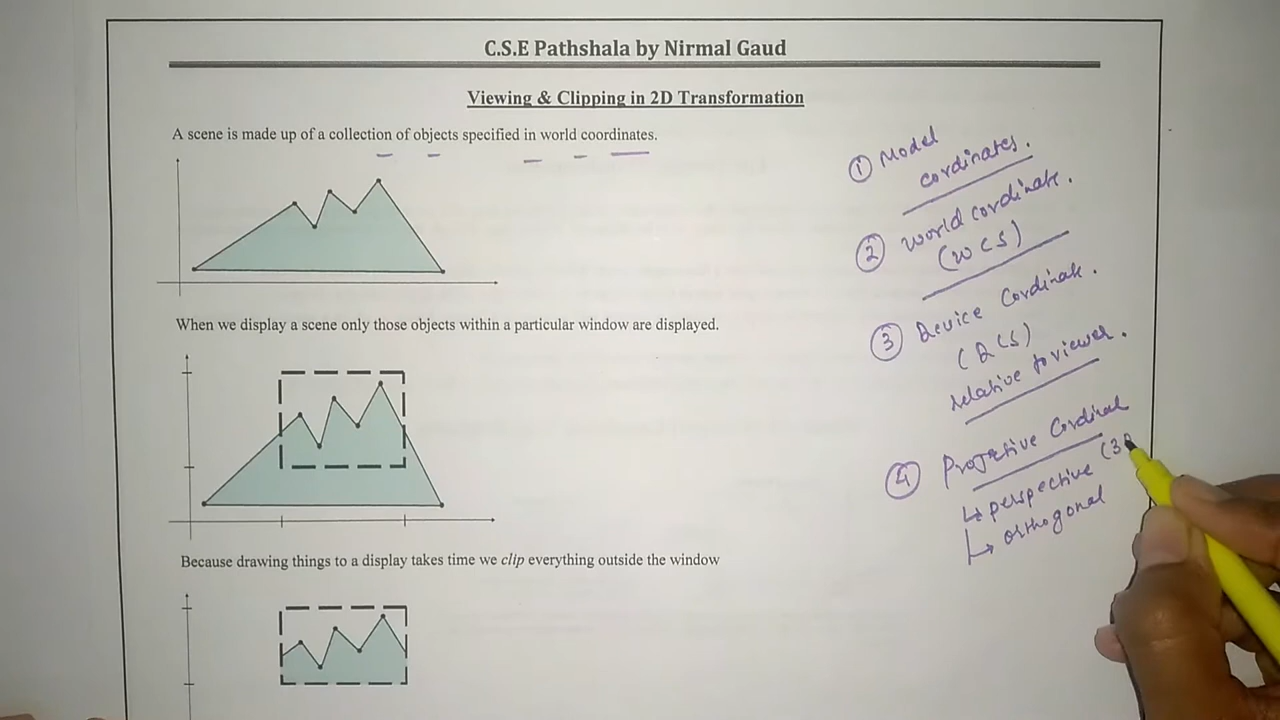 C.S.E Pathshala by Nirmal Gaud
Viewing & Clipping in 2D Transformation
A scene is made up of a collection of objects specified in world coordinates.
When we display a scene only those objects within a particular window are displayed.
Because drawing things to a display takes time we clip everything outside the window
① Model
cordinates.
② World cordinate.
(WCS)
③ Device Cordinate.
(DCS)
relative to viewer.
④ Projective Cordinal
↳ perspective (3D
↳ orthogonal